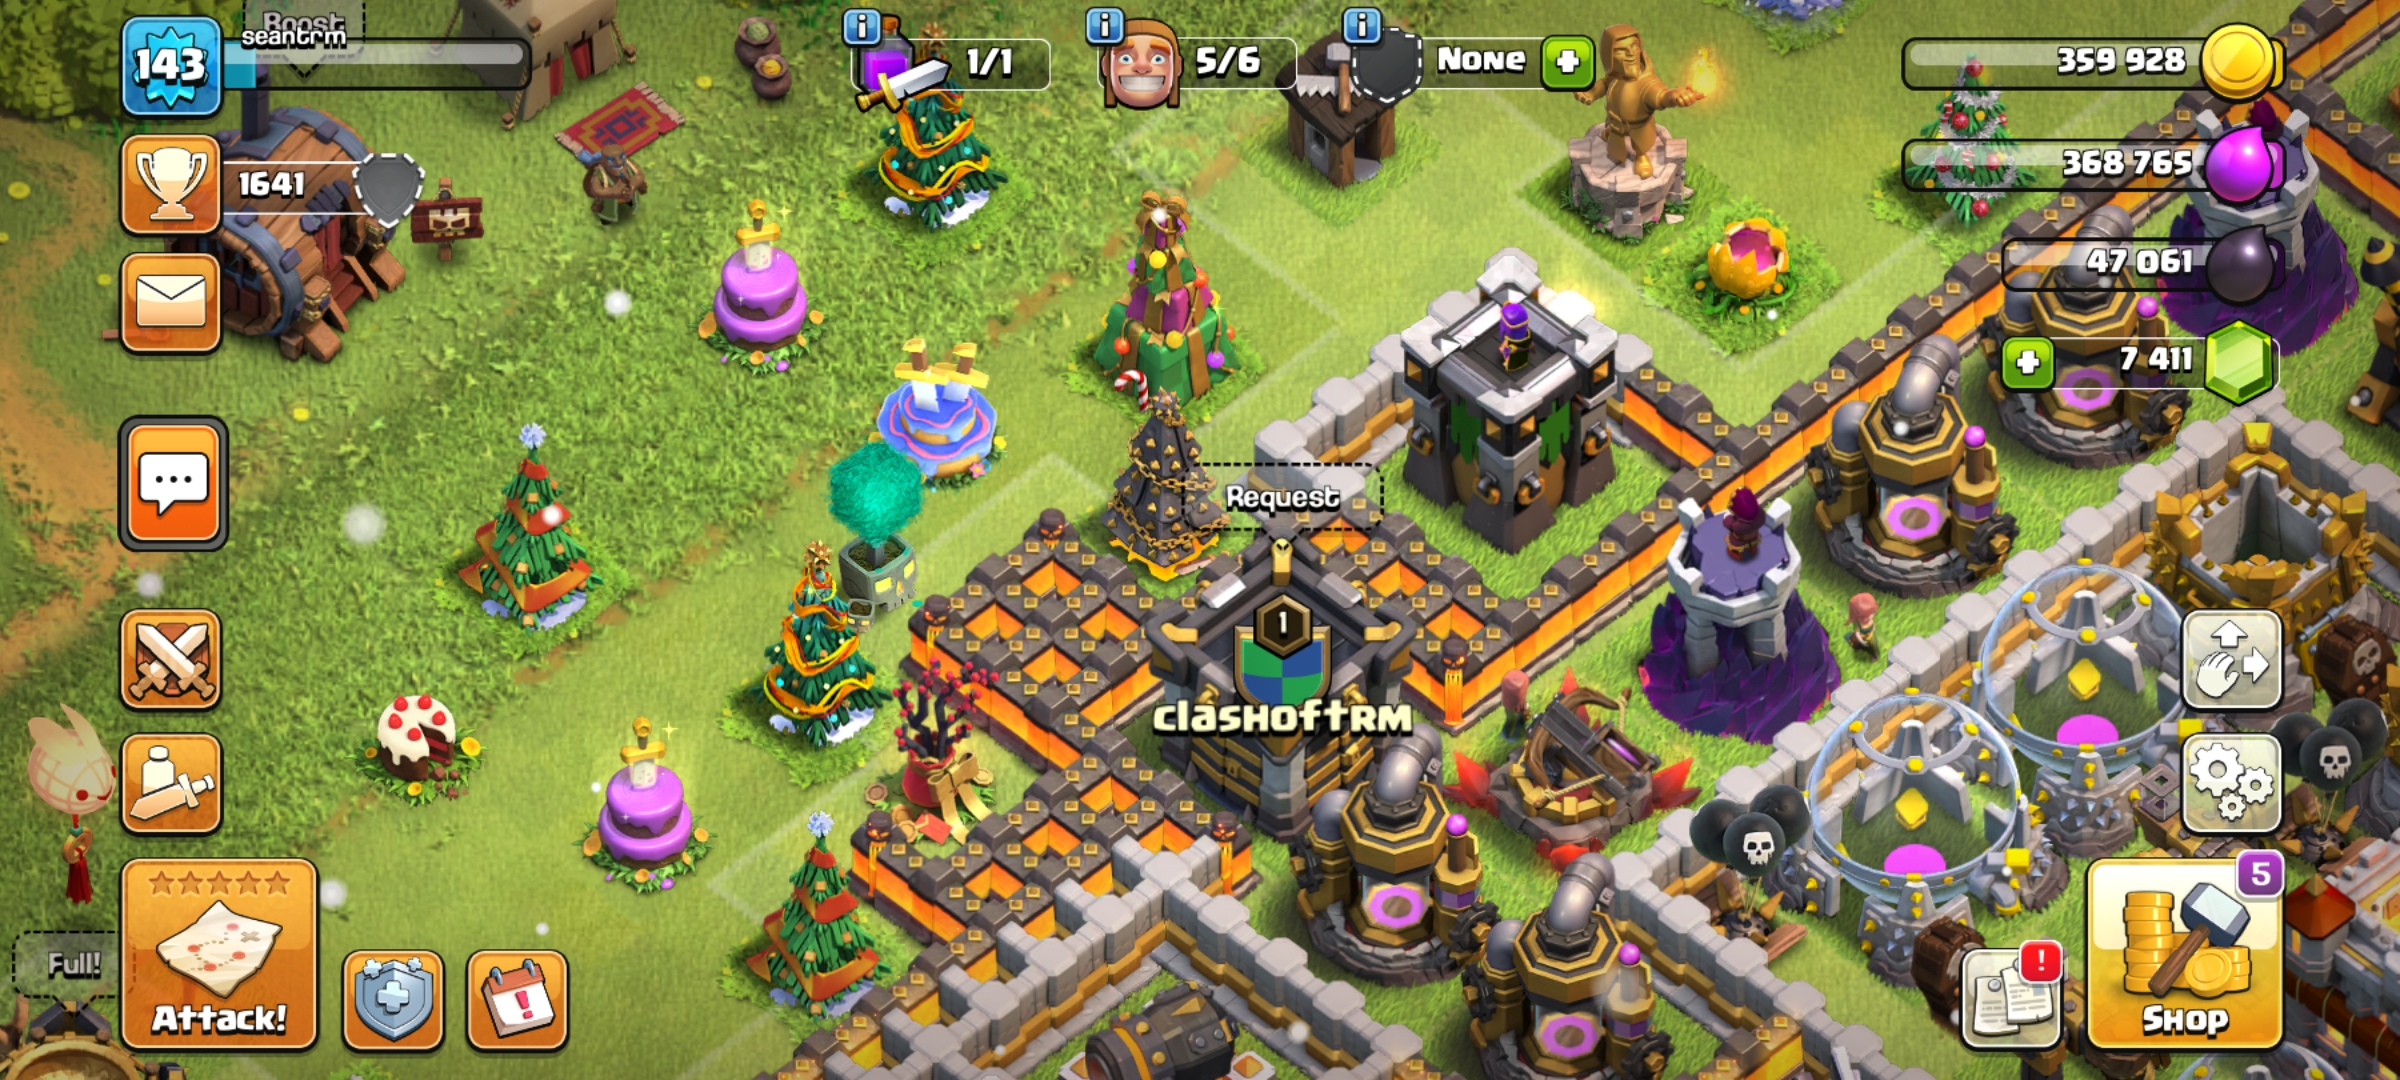 Boost
seantrm
143
1/1
5/6
None
359 928
1641
368 765
47 061
7 411
Request
1
clashoftrm
Full!
Attack!
5
Shop